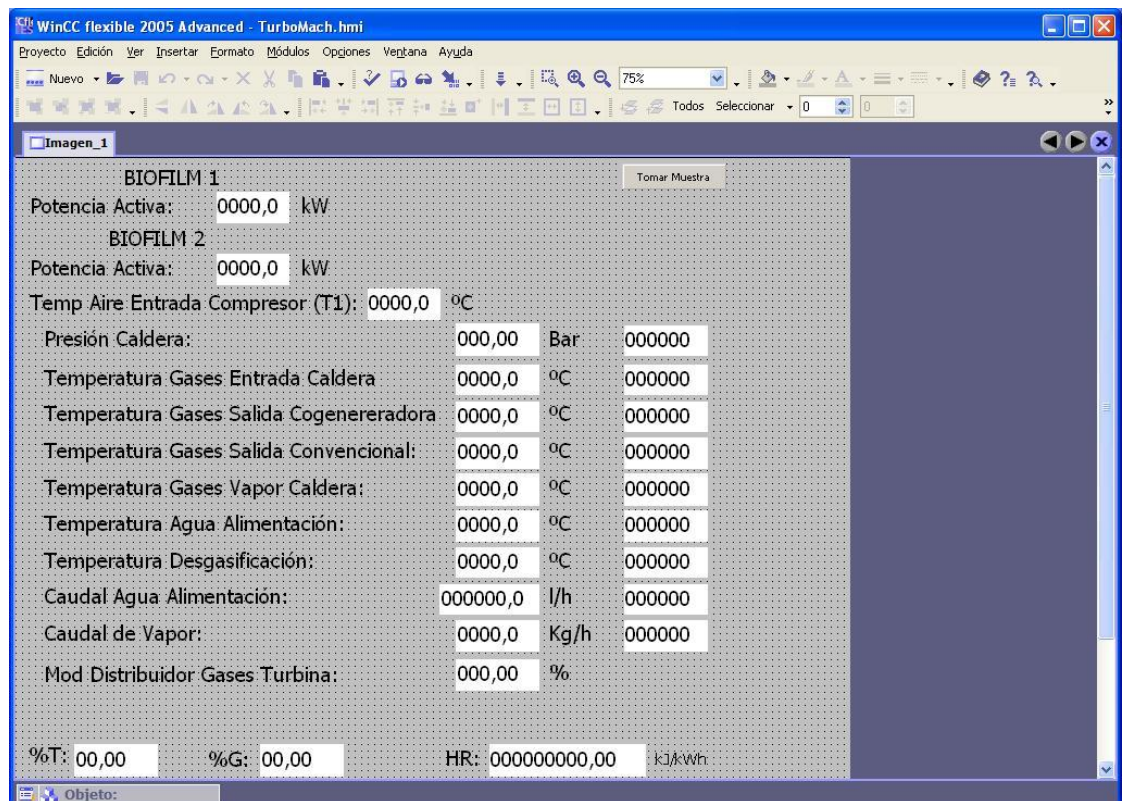 WinCC flexible 2005 Advanced - TurboMach.hmi
Proyecto Edición Ver Insertar Formato Módulos Opciones Ventana Ayuda
Nuevo 75%
Todos Seleccionar 0 0
Imagen_1
BIOFILM 1 Tomar Muestra
Potencia Activa: 0000,0 kW
BIOFILM 2
Potencia Activa: 0000,0 kW
Temp Aire Entrada Compresor (T1): 0000,0 ºC
Presión Caldera: 000,00 Bar 000000
Temperatura Gases Entrada Caldera 0000,0 ºC 000000
Temperatura Gases Salida Cogenereradora 0000,0 ºC 000000
Temperatura Gases Salida Convencional: 0000,0 ºC 000000
Temperatura Gases Vapor Caldera: 0000,0 ºC 000000
Temperatura Agua Alimentación: 0000,0 ºC 000000
Temperatura Desgasificación: 0000,0 ºC 000000
Caudal Agua Alimentación: 000000,0 l/h 000000
Caudal de Vapor: 0000,0 Kg/h 000000
Mod Distribuidor Gases Turbina: 000,00 %
%T: 00,00 %G: 00,00 HR: 000000000,00 kJ/kWh
Objeto: